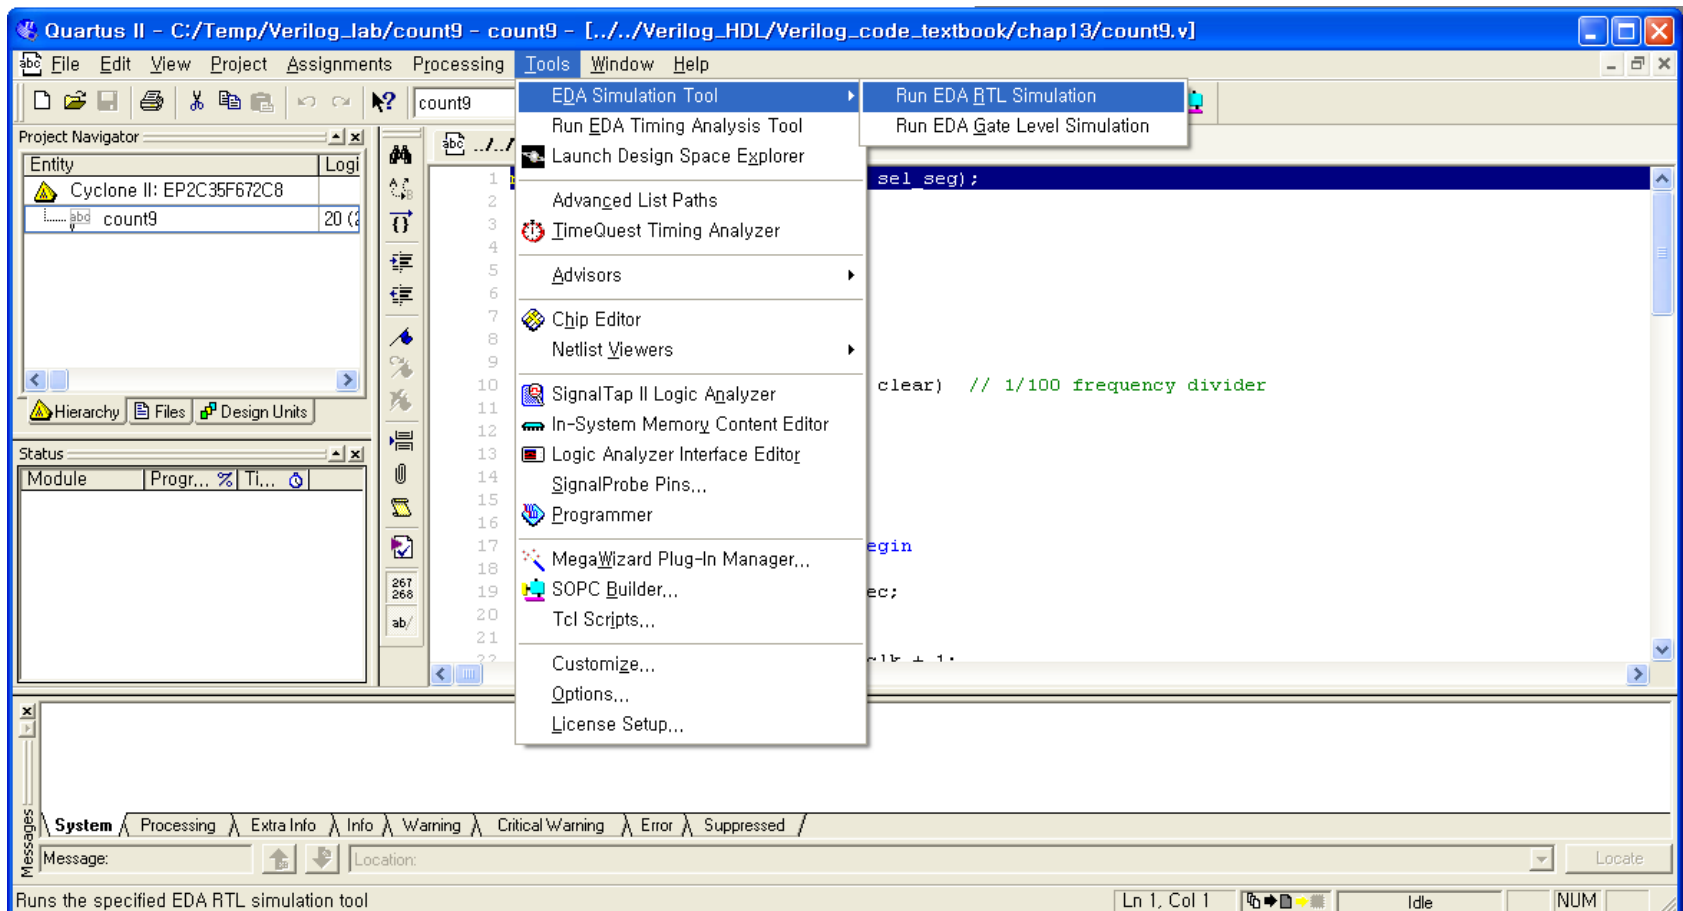 Quartus II - C:/Temp/Verilog_lab/count9 - count9 - [../../Verilog_HDL/Verilog_code_textbook/chap13/count9.v]
File Edit View Project Assignments Processing Tools Window Help
count9
EDA Simulation Tool
Run EDA RTL Simulation
Run EDA Gate Level Simulation
Run EDA Timing Analysis Tool
Launch Design Space Explorer
Advanced List Paths
TimeQuest Timing Analyzer
Advisors
Chip Editor
Netlist Viewers
SignalTap II Logic Analyzer
In-System Memory Content Editor
Logic Analyzer Interface Editor
SignalProbe Pins...
Programmer
MegaWizard Plug-In Manager...
SOPC Builder...
Tcl Scripts...
Customize...
Options...
License Setup...
Project Navigator
Entity Logi
Cyclone II: EP2C35F672C8
abc count9 20 (2
Hierarchy Files Design Units
Status
Module Progr... % Ti...
267
268
ab/
abc ../../
1 sel_seg);
2
3
4
5
6
7
8
9
10 clear) // 1/100 frequency divider
11
12
13
14
15
16
17 egin
18
19 ec;
20
21
22 clk + 1;
Messages
System Processing Extra Info Info Warning Critical Warning Error Suppressed
Message: Location: Locate
Runs the specified EDA RTL simulation tool Ln 1, Col 1 Idle NUM